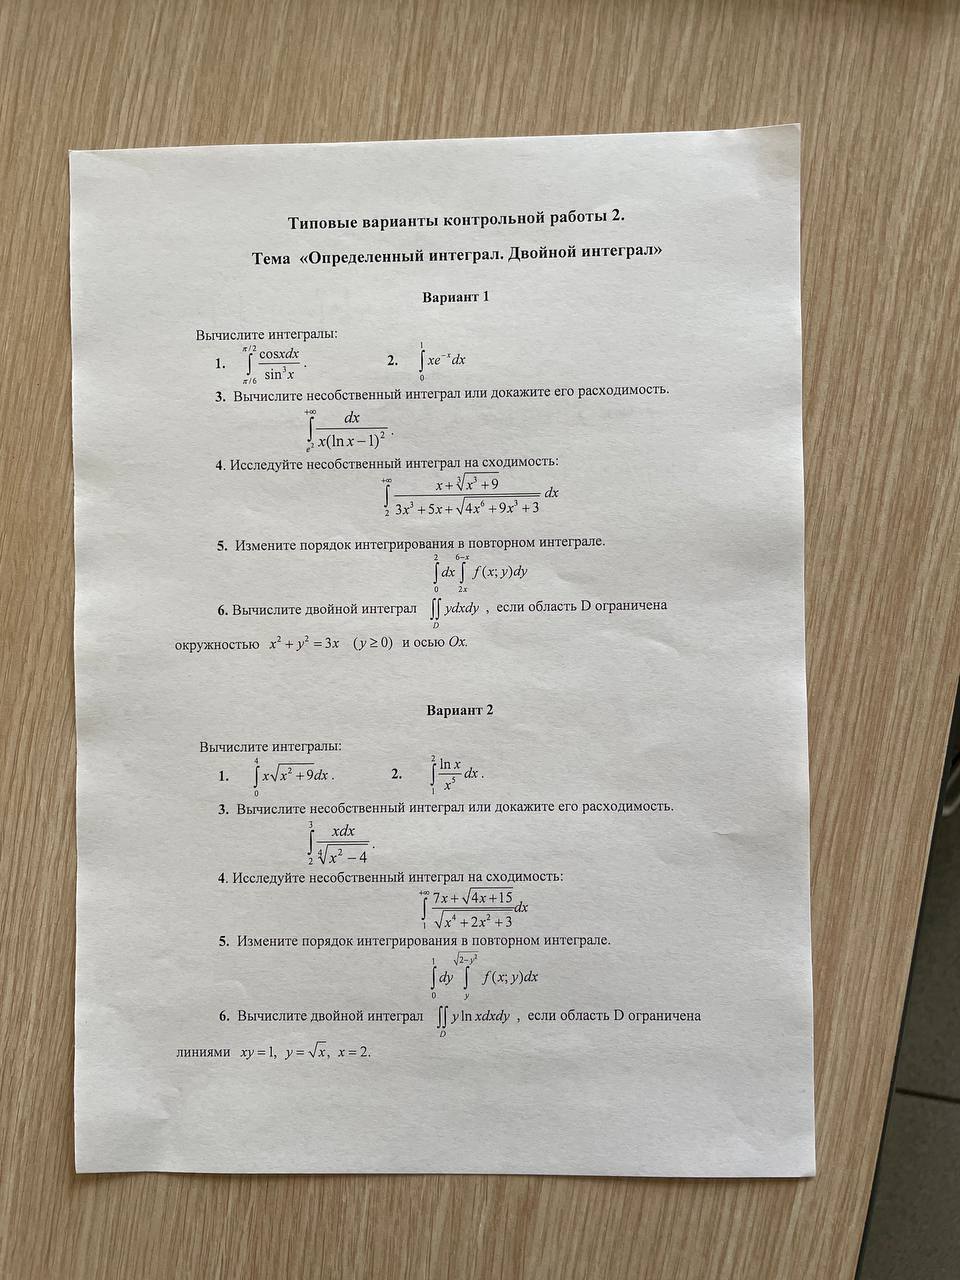 Типовые варианты контрольной работы 2.
Тема «Определенный интеграл. Двойной интеграл»
Вариант 1
Вычислите интегралы:
1. $\int_{\pi/6}^{\pi/2} \frac{\cos x dx}{\sin^3 x}$. 2. $\int_0^1 xe^{-x}dx$
3. Вычислите несобственный интеграл или докажите его расходимость.
$\int_{e^2}^{+\infty} \frac{dx}{x(\ln x-1)^2}$.
4. Исследуйте несобственный интеграл на сходимость:
$\int_2^{+\infty} \frac{x+\sqrt[3]{x^3+9}}{3x^3+5x+\sqrt{4x^6+9x^3+3}} dx$
5. Измените порядок интегрирования в повторном интеграле.
$\int_0^2 dx \int_{2x}^{6-x} f(x;y)dy$
6. Вычислите двойной интеграл $\iint_D ydxdy$ , если область D ограничена
окружностью $x^2+y^2=3x$ $(y\geq 0)$ и осью Ox.
Вариант 2
Вычислите интегралы:
1. $\int_0^4 x\sqrt{x^2+9}dx$. 2. $\int_1^2 \frac{\ln x}{x^5} dx$.
3. Вычислите несобственный интеграл или докажите его расходимость.
$\int_2^3 \frac{xdx}{\sqrt[4]{x^2-4}}$.
4. Исследуйте несобственный интеграл на сходимость:
$\int_1^{+\infty} \frac{7x+\sqrt{4x+15}}{\sqrt{x^4+2x^2+3}} dx$
5. Измените порядок интегрирования в повторном интеграле.
$\int_0^1 dy \int_y^{\sqrt{2-y^2}} f(x;y)dx$
6. Вычислите двойной интеграл $\iint_D y\ln xdxdy$ , если область D ограничена
линиями $xy=1$, $y=\sqrt{x}$, $x=2$.